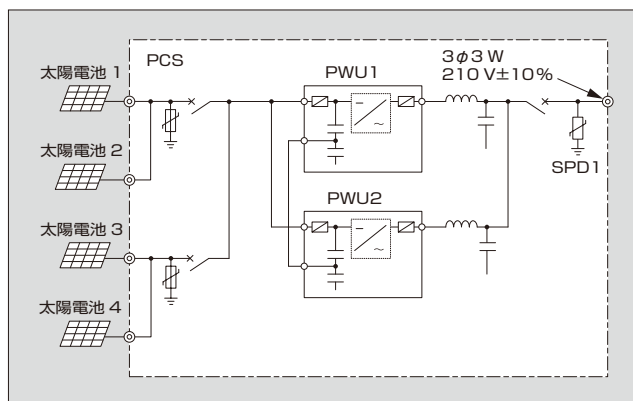 太陽電池 1
PCS
PWU1
3φ3 W
210 V±10%
太陽電池 2
SPD1
太陽電池 3
PWU2
太陽電池 4